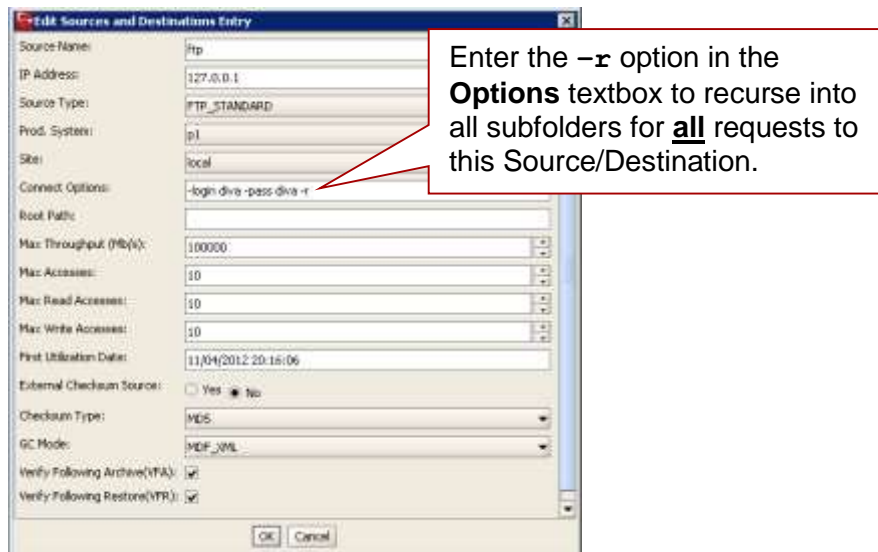 Edit Sources and Destinations Entry
Source Name: ftp
IP Address: 127.0.0.1
Source Type: FTP_STANDARD
Prod. System: p1
Site: local
Connect Options: -login diva -pass diva -r
Root Path:
Max Throughput (Mb/s): 100000
Max Accesses: 10
Max Read Accesses: 10
Max Write Accesses: 10
First Utilization Date: 11/04/2012 20:16:06
External Checksum Source: Yes No
Checksum Type: MD5
GC Mode: MDF_XML
Verify Following Archive(VFA):
Verify Following Restore(VFR):
OK Cancel
Enter the –r option in the
Options textbox to recurse into
all subfolders for all requests to
this Source/Destination.